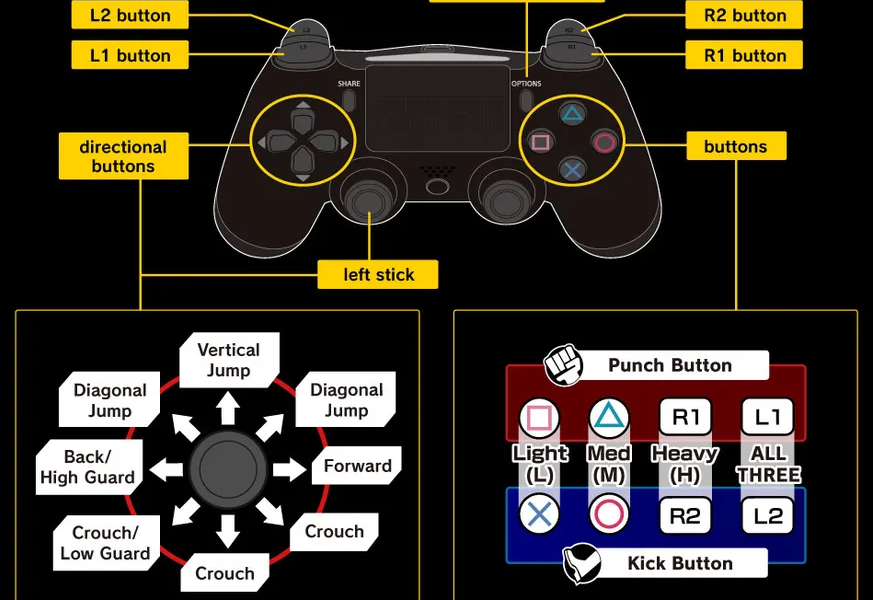 L2 button
R2 button
L1 button
R1 button
L2
L1
R2
R1
SHARE
OPTIONS
directional
buttons
buttons
left stick
Vertical
Jump
Diagonal
Jump
Diagonal
Jump
Back/
High Guard
Forward
Crouch/
Low Guard
Crouch
Crouch
Punch Button
R1
L1
Light
(L)
Med
(M)
Heavy
(H)
ALL
THREE
R2
L2
Kick Button